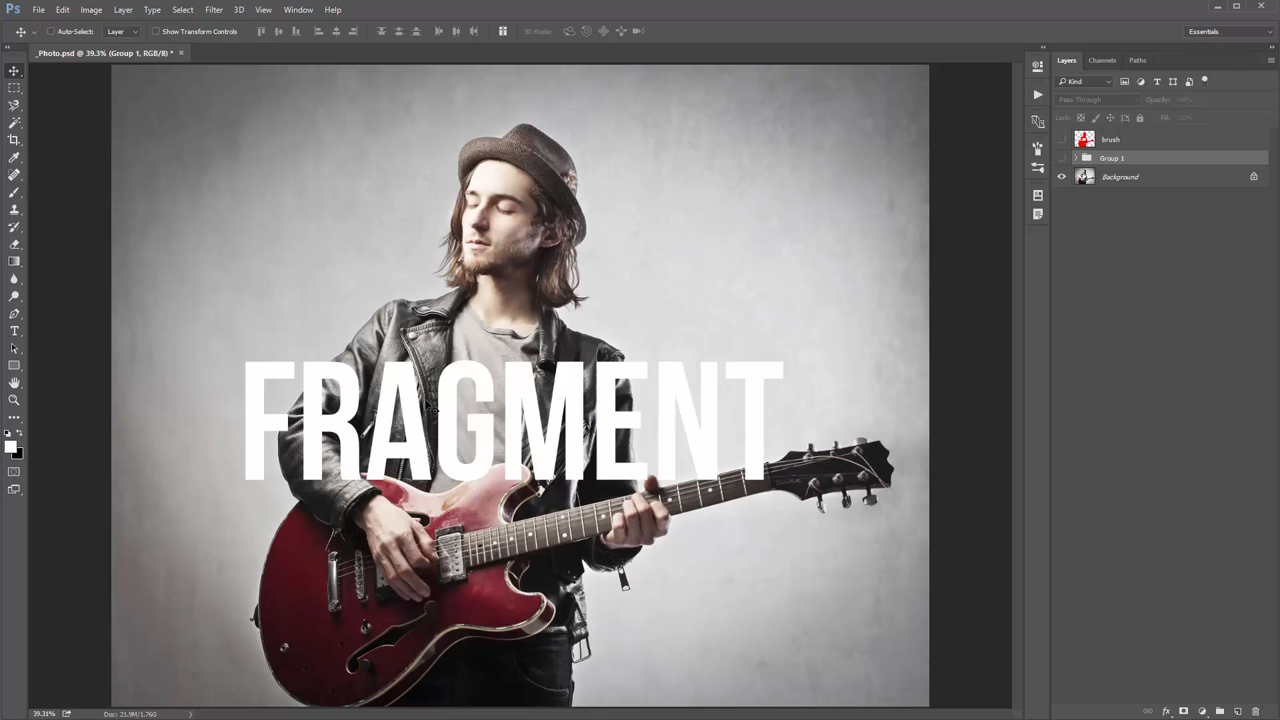 Ps File Edit Image Layer Type Select Filter 3D View Window Help
Auto-Select: Layer Show Transform Controls 3D Mode: Essentials
_Photo.psd @ 39.3% (Group 1, RGB/8) * ×
Layers Channels Paths
Kind
Pass Through Opacity: 100%
Lock: Fill: 100%
brush
Group 1
Background
FRAGMENT
39.31% Doc: 21.9M/1.76G